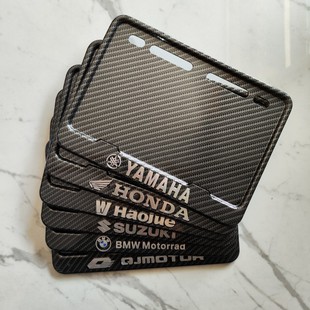 YAMAHA
HONDA
HaoJue
SUZUKI
BMW Motorrad
QJMOTOR